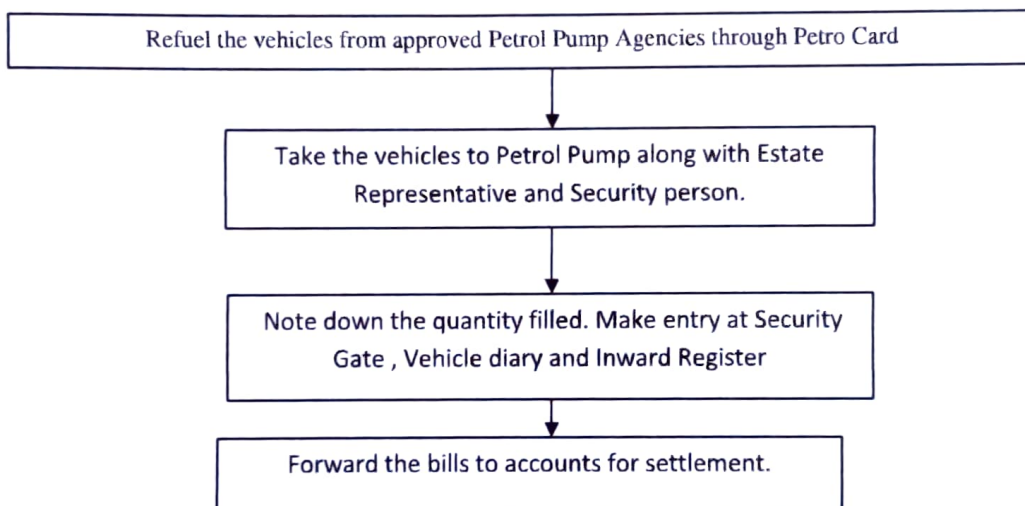 Refuel the vehicles from approved Petrol Pump Agencies through Petro Card
Take the vehicles to Petrol Pump along with Estate
Representative and Security person.
Note down the quantity filled. Make entry at Security
Gate , Vehicle diary and Inward Register
Forward the bills to accounts for settlement.